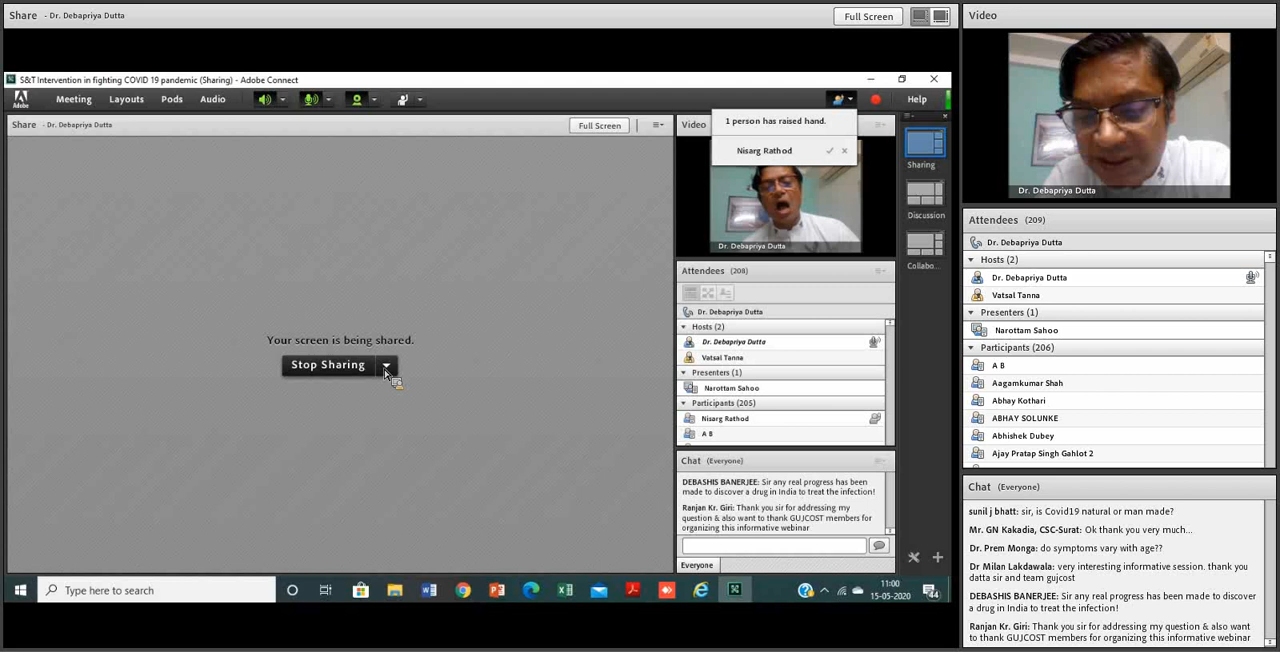 Share - Dr. Debapriya Dutta
Full Screen
S&T Intervention in fighting COVID 19 pandemic (Sharing) - Adobe Connect
Adobe
Meeting Layouts Pods Audio
Help
Share - Dr. Debapriya Dutta
Full Screen
Your screen is being shared.
Stop Sharing
Video
1 person has raised hand.
Nisarg Rathod
Dr. Debapriya Dutta
Attendees (208)
Dr. Debapriya Dutta
Hosts (2)
Dr. Debapriya Dutta
Vatsal Tanna
Presenters (1)
Narottam Sahoo
Participants (205)
Nisarg Rathod
A B
Chat (Everyone)
DEBASHIS BANERJEE: Sir any real progress has been
made to discover a drug in India to treat the infection!
Ranjan Kr. Giri: Thank you sir for addressing my
question & also want to thank GUJCOST members for
organizing this informative webinar
Everyone
Sharing
Discussion
Collabo...
Type here to search
11:00
15-05-2020
44
Video
Dr. Debapriya Dutta
Attendees (209)
Dr. Debapriya Dutta
Hosts (2)
Dr. Debapriya Dutta
Vatsal Tanna
Presenters (1)
Narottam Sahoo
Participants (206)
A B
Aagamkumar Shah
Abhay Kothari
ABHAY SOLUNKE
Abhishek Dubey
Ajay Pratap Singh Gahlot 2
Chat (Everyone)
sunil j bhatt: sir, is Covid19 natural or man made?
Mr. GN Kakadia, CSC-Surat: Ok thank you very much...
Dr. Prem Monga: do symptoms vary with age??
Dr Milan Lakdawala: very interesting informative session. thank you
datta sir and team gujcost
DEBASHIS BANERJEE: Sir any real progress has been made to discover
a drug in India to treat the infection!
Ranjan Kr. Giri: Thank you sir for addressing my question & also want
to thank GUJCOST members for organizing this informative webinar